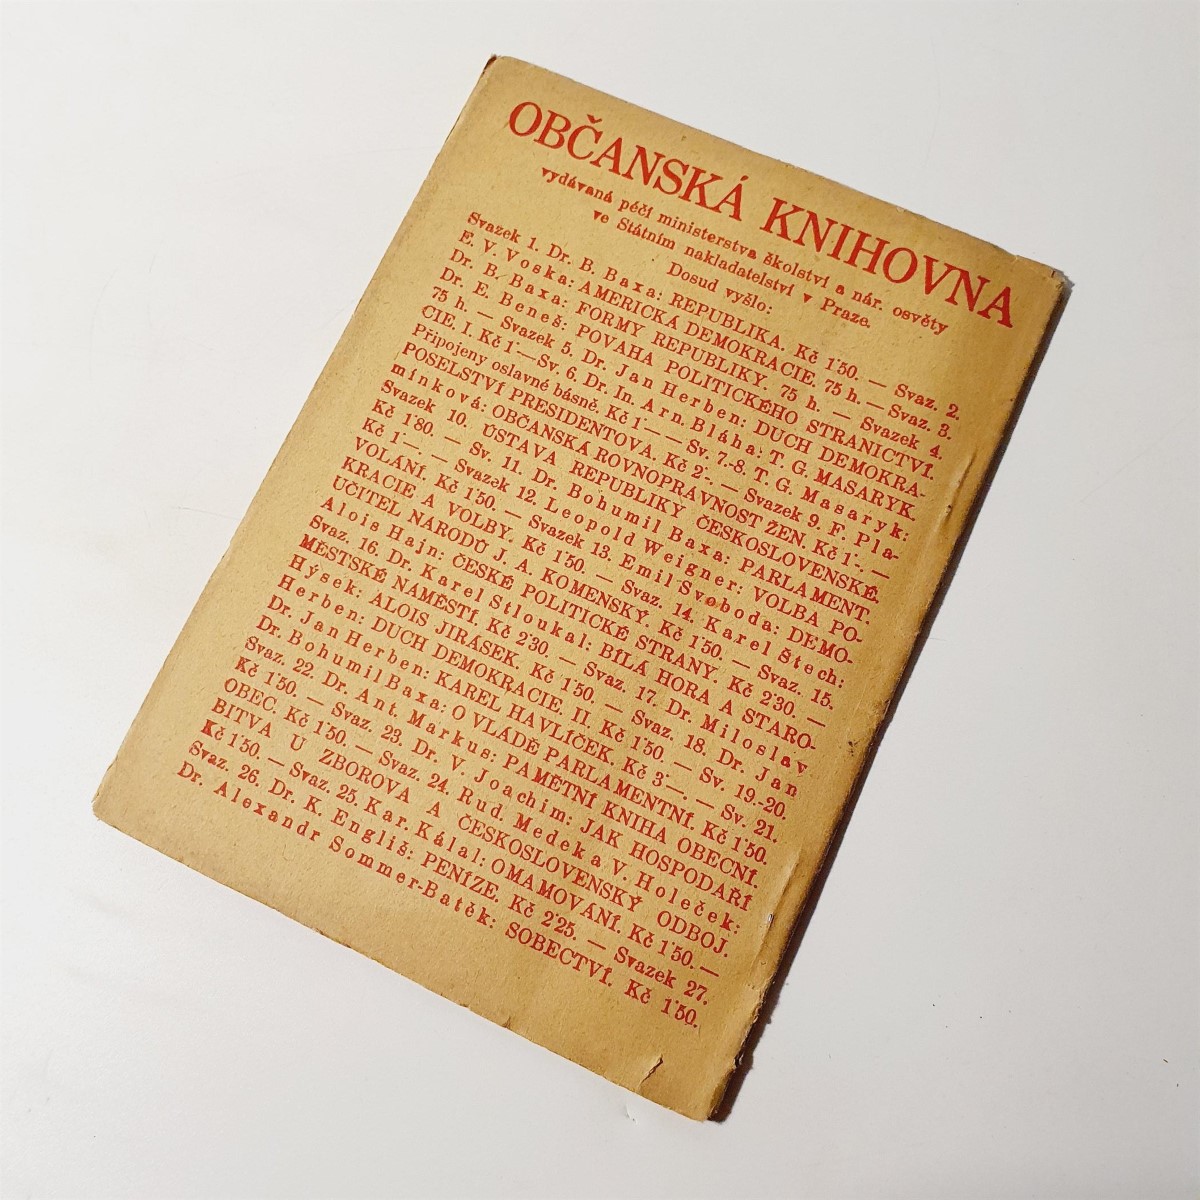 OBČANSKÁ KNIHOVNA
vydávaná péčí ministerstva školství a nár. osvěty
ve Státním nakladatelství v Praze.
Dosud vyšlo:
Svazek 1. Dr. B. Baxa: REPUBLIKA. Kč 1'50. — Svaz. 2.
E. V. Voska: AMERICKÁ DEMOKRACIE. 75 h. — Svaz. 3.
Dr. B. Baxa: FORMY REPUBLIKY. 75 h. — Svazek 4.
Dr. E. Beneš: POVAHA POLITICKÉHO STRANICTVÍ.
75 h. — Svazek 5. Dr. Jan Herben: DUCH DEMOKRA-
CIE, I. Kč 1'— Sv. 6. Dr. In. Arn. Bláha: T. G. MASARYK.
Připojeny oslavné básně. Kč 1— — Sv. 7.-8. T. G. Masaryk:
POSELSTVÍ PRESIDENTOVA. Kč 2'-. — Svazek 9. F. Pla-
mínková: OBČANSKÁ ROVNOPRÁVNOST ŽEN. Kč 1'-. —
Svazek 10. ÚSTAVA REPUBLIKY ČESKOSLOVENSKÉ.
Kč 1'80. — Sv. 11. Dr. Bohumil Baxa: PARLAMENT.
Kč 1'—. — Svazek 12. Leopold Weigner: VOLBA PO-
VOLÁNÍ. Kč 1'50. — Svazek 13. Emil Svoboda: DEMO-
KRACIE A VOLBY. Kč 1'50. — Svaz. 14. Karel Štech:
UČITEL NÁRODŮ J. A. KOMENSKÝ. Kč 1'50. — Svaz. 15.
Alois Hajn: ČESKÉ POLITICKÉ STRANY. Kč 2'30. —
Svaz. 16. Dr. Karel Stloukal: BÍLÁ HORA A STARO-
MĚSTSKÉ NÁMĚSTÍ. Kč 2'30. — Svaz. 17. Dr. Miloslav
Hýsek: ALOIS JIRÁSEK. Kč 1'50. — Svaz. 18. Dr. Jan
Herben: DUCH DEMOKRACIE. II. Kč 1'50. — Sv. 19.-20.
Dr. Jan Herben: KAREL HAVLÍČEK. Kč 3'—. — Sv. 21.
Dr. Bohumil Baxa: O VLÁDĚ PARLAMENTNÍ. Kč 1'50.
Svaz. 22. Dr. Ant. Markus: PAMĚTNÍ KNIHA OBECNÍ.
Kč 1'50. — Svaz. 23. Dr. V. Joachim: JAK HOSPODAŘÍ
OBEC. Kč 1'50. — Svaz. 24. Rud. Medek a V. Holeček:
BITVA U ZBOROVA A ČESKOSLOVENSKÝ ODBOJ.
Kč 1'50. — Svaz. 25. Kar. Kálal: OMAMOVÁNÍ. Kč 1'50. —
Svaz. 26. Dr. K. Engliš: PENÍZE. Kč 2'25. — Svazek 27.
Dr. Alexandr Sommer-Batěk: SOBECTVÍ. Kč 1'50.